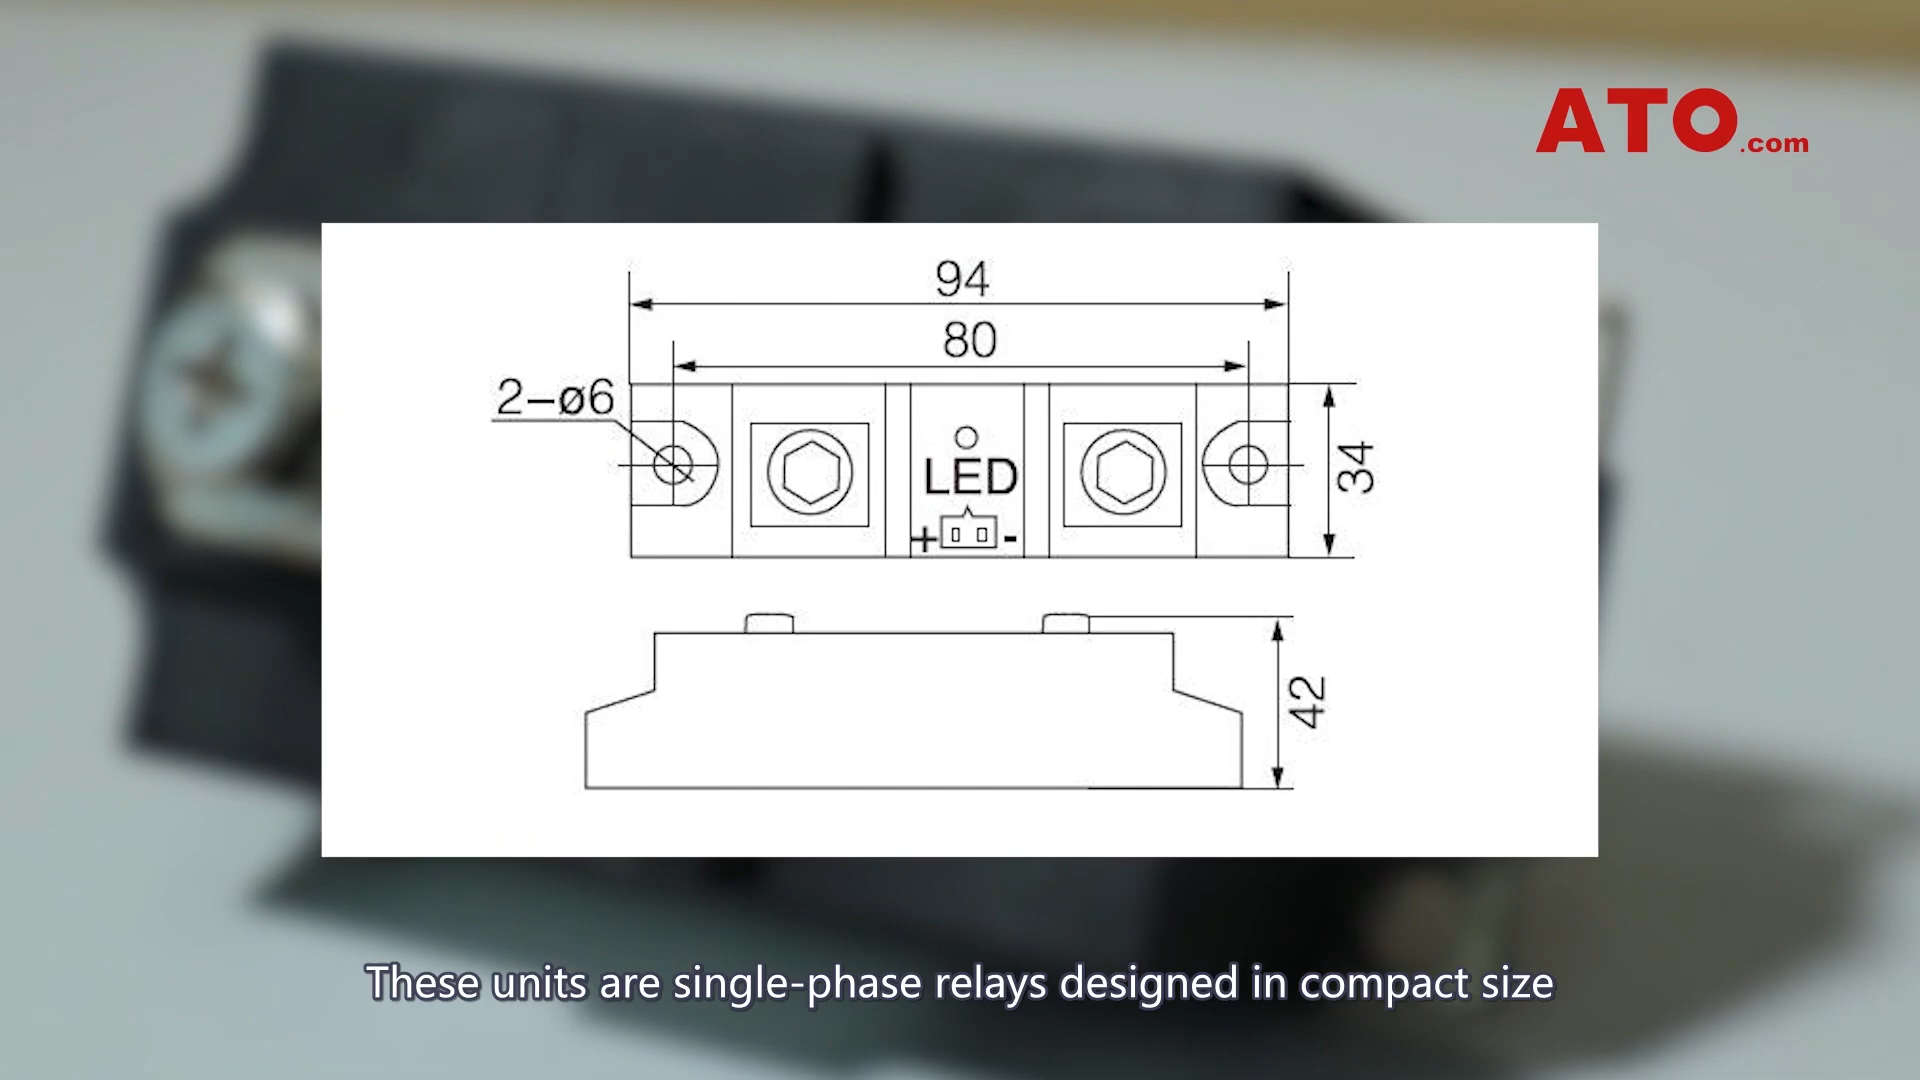 ATO.com
94
80
2-ø6
34
LED
+ -
42
These units are single-phase relays designed in compact size